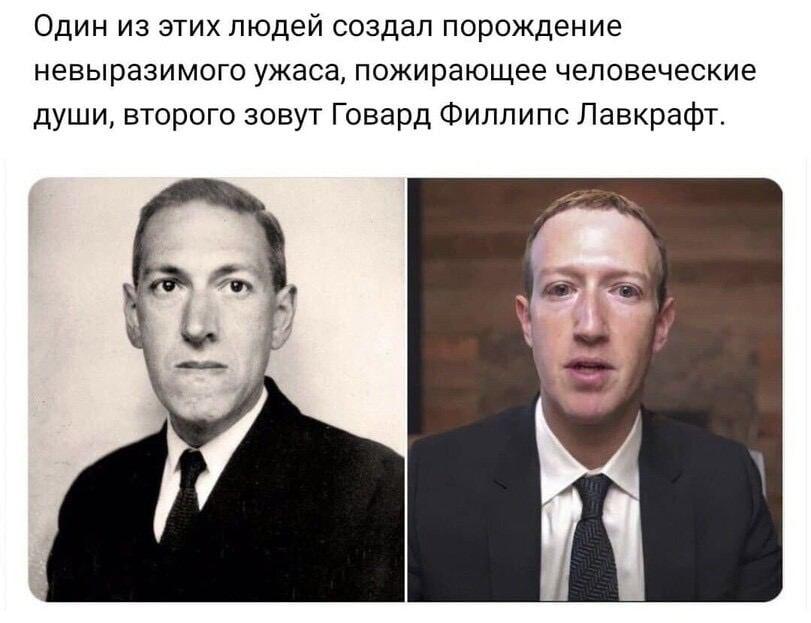 Один из этих людей создал порождение
невыразимого ужаса, пожирающее человеческие
души, второго зовут Говард Филлипс Лавкрафт.